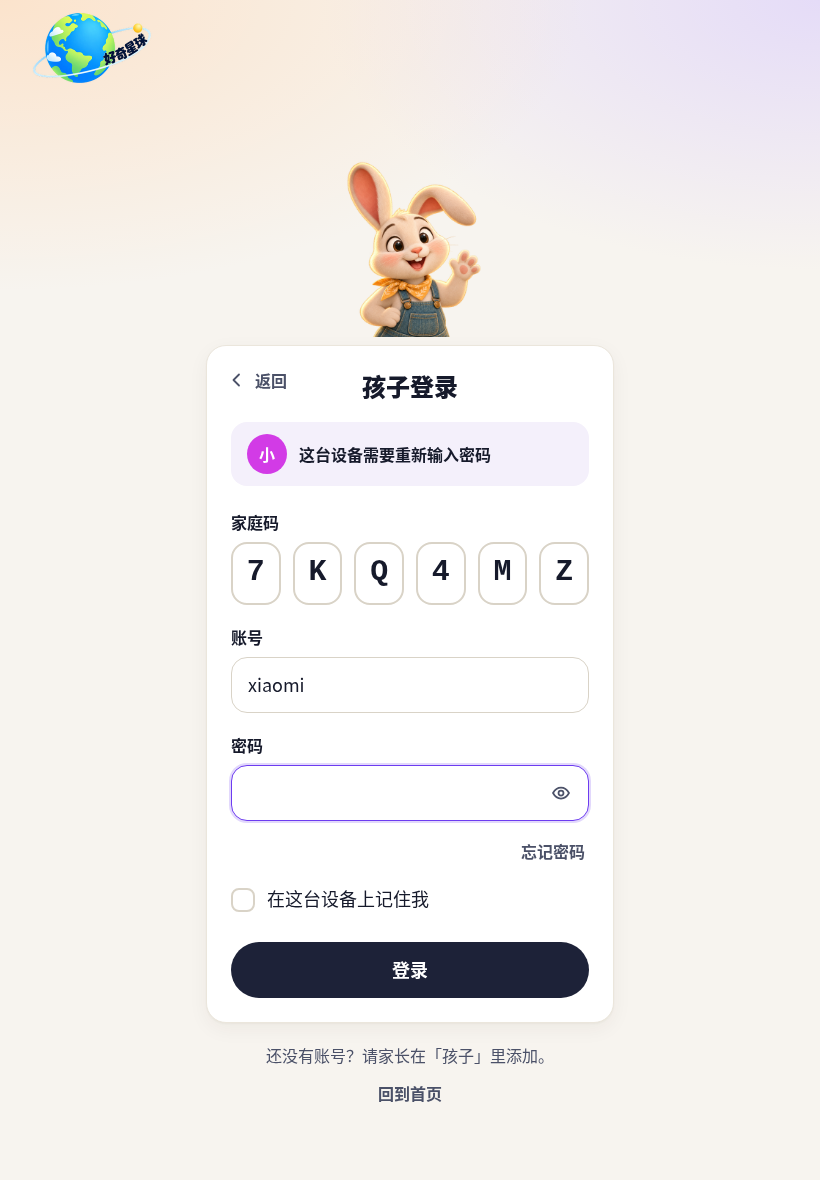 好奇星球
返回
孩子登录
小
这台设备需要重新输入密码
家庭码
7 K Q 4 M Z
账号
xiaomi
密码
忘记密码
在这台设备上记住我
登录
还没有账号？请家长在「孩子」里添加。
回到首页